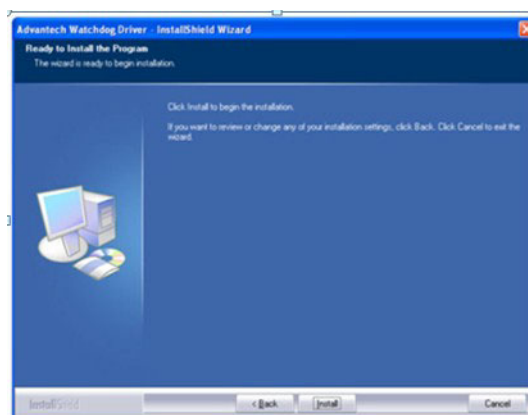 Advantech Watchdog Driver - InstallShield Wizard
Ready to Install the Program
The wizard is ready to begin installation.
Click Install to begin the installation.
If you want to review or change any of your installation settings, click Back. Click Cancel to exit the
wizard.
InstallShield
< Back
Install
Cancel